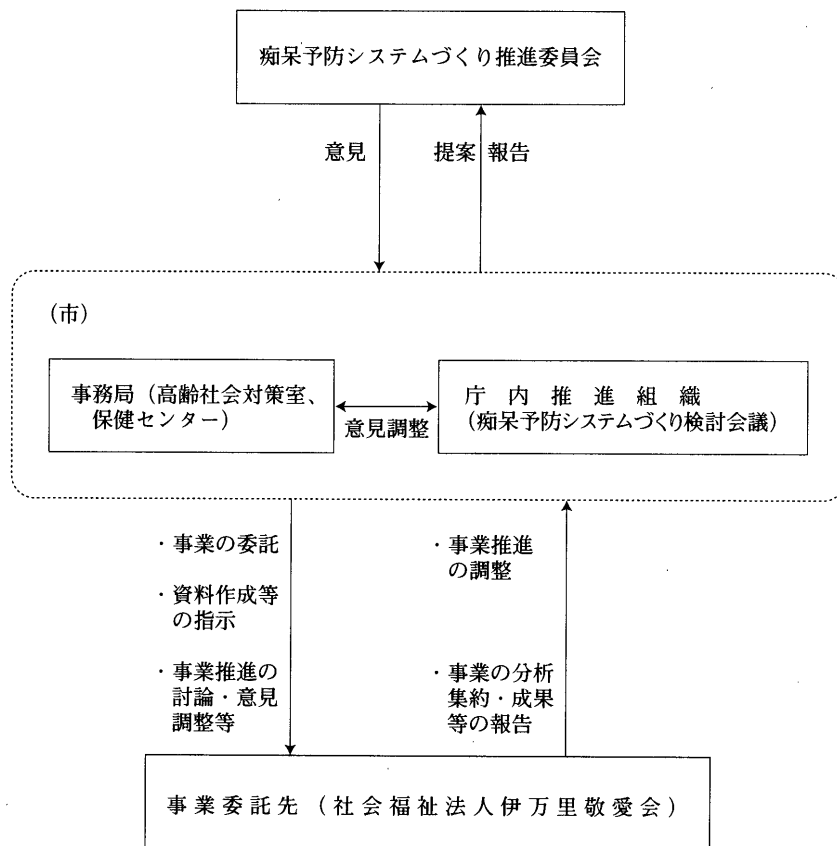 痴呆予防システムづくり推進委員会
意見
提案
報告
(市)
事務局（高齢社会対策室、
保健センター）
意見調整
庁内推進組織
（痴呆予防システムづくり検討会議）
・事業の委託
・資料作成等
の指示
・事業推進の
討論・意見
調整等
・事業推進
の調整
・事業の分析
集約・成果
等の報告
事業委託先（社会福祉法人伊万里敬愛会）